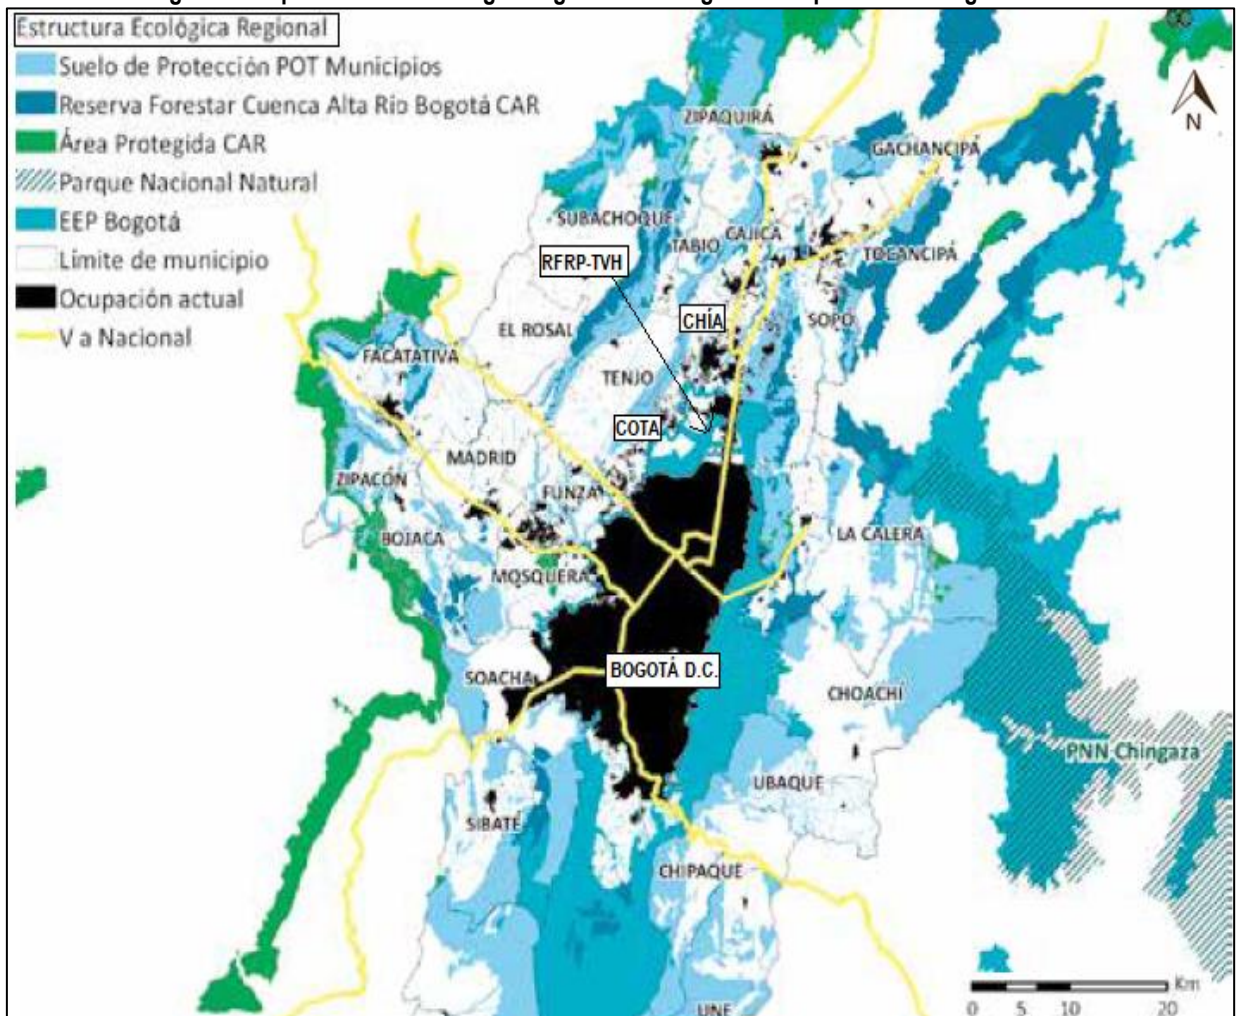 Estructura Ecológica Regional
Suelo de Protección POT Municipios
Reserva Forestar Cuenca Alta Río Bogotá CAR
Área Protegida CAR
Parque Nacional Natural
EEP Bogotá
Límite de municipio
Ocupación actual
V a Nacional
N
ZIPAQUIRÁ
GACHANCIPÁ
SUBACHOQUE
TABIO
CAJICÁ
TOCANCIPÁ
RFRP-TVH
CHÍA
SOPO
EL ROSAL
FACATATIVA
TENJO
COTA
MADRID
ZIPACÓN
FUNZA
BOJACA
LA CALERA
MOSQUERA
BOGOTÁ D.C.
SOACHA
CHOACHÍ
PNN Chingaza
UBAQUE
SIBATÉ
CHIPAQUE
UNE
Km
0 5 10 20